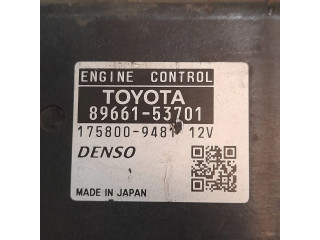 ENGINE CONTROL
TOYOTA
89661-53701
175800-9481 12V
DENSO
MADE IN JAPAN